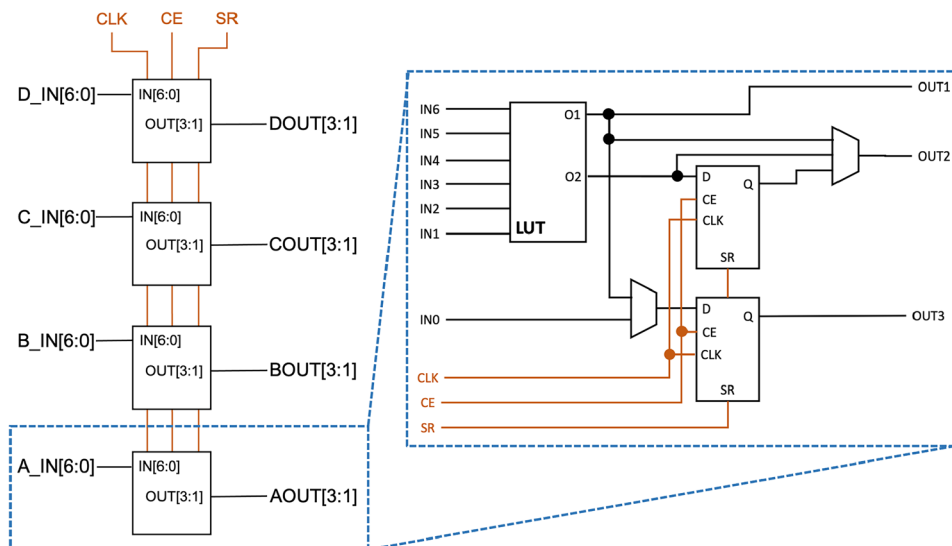 CLK CE SR
D_IN[6:0]
IN[6:0]
OUT[3:1]
DOUT[3:1]
C_IN[6:0]
IN[6:0]
OUT[3:1]
COUT[3:1]
B_IN[6:0]
IN[6:0]
OUT[3:1]
BOUT[3:1]
A_IN[6:0]
IN[6:0]
OUT[3:1]
AOUT[3:1]
IN6
IN5
IN4
IN3
IN2
IN1
O1
O2
LUT
OUT1
OUT2
D
Q
CE
CLK
SR
IN0
D
Q
CE
CLK
SR
OUT3
CLK
CE
SR